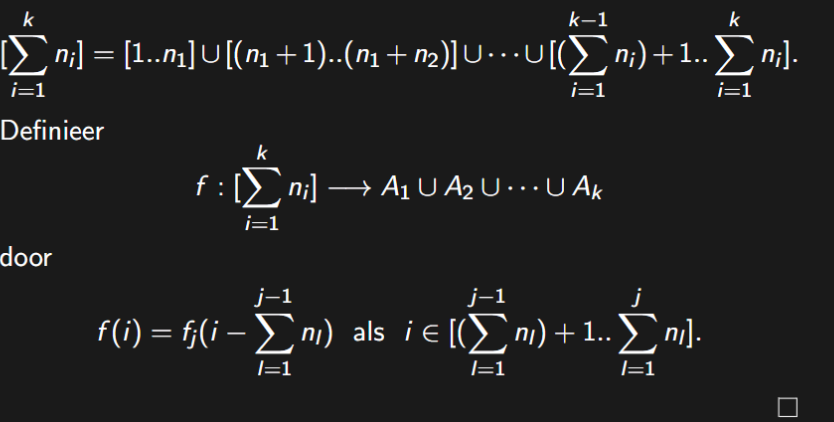 [∑_{i=1}^{k} n_i] = [1..n_1] ∪ [(n_1 + 1)..(n_1 + n_2)] ∪ ⋯ ∪ [(∑_{i=1}^{k−1} n_i) + 1.. ∑_{i=1}^{k} n_i].
Definieer
f : [∑_{i=1}^{k} n_i] ⟶ A_1 ∪ A_2 ∪ ⋯ ∪ A_k
door
f(i) = f_j(i − ∑_{l=1}^{j−1} n_l) als i ∈ [(∑_{l=1}^{j−1} n_l) + 1.. ∑_{l=1}^{j} n_l].
□